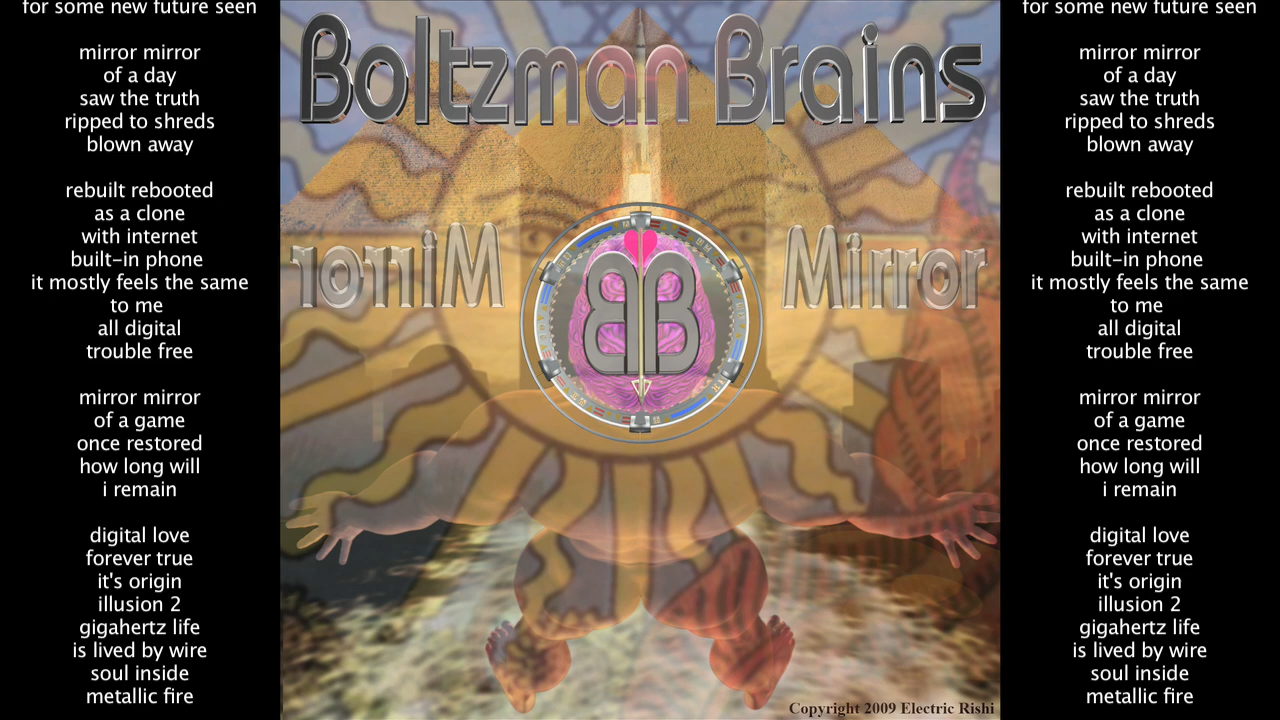 for some new future seen
mirror mirror
of a day
saw the truth
ripped to shreds
blown away
rebuilt rebooted
as a clone
with internet
built-in phone
it mostly feels the same
to me
all digital
trouble free
mirror mirror
of a game
once restored
how long will
i remain
digital love
forever true
it's origin
illusion 2
gigahertz life
is lived by wire
soul inside
metallic fire
Boltzman Brains
Mirror
Mirror
BB
Copyright 2009 Electric Rishi
for some new future seen
mirror mirror
of a day
saw the truth
ripped to shreds
blown away
rebuilt rebooted
as a clone
with internet
built-in phone
it mostly feels the same
to me
all digital
trouble free
mirror mirror
of a game
once restored
how long will
i remain
digital love
forever true
it's origin
illusion 2
gigahertz life
is lived by wire
soul inside
metallic fire